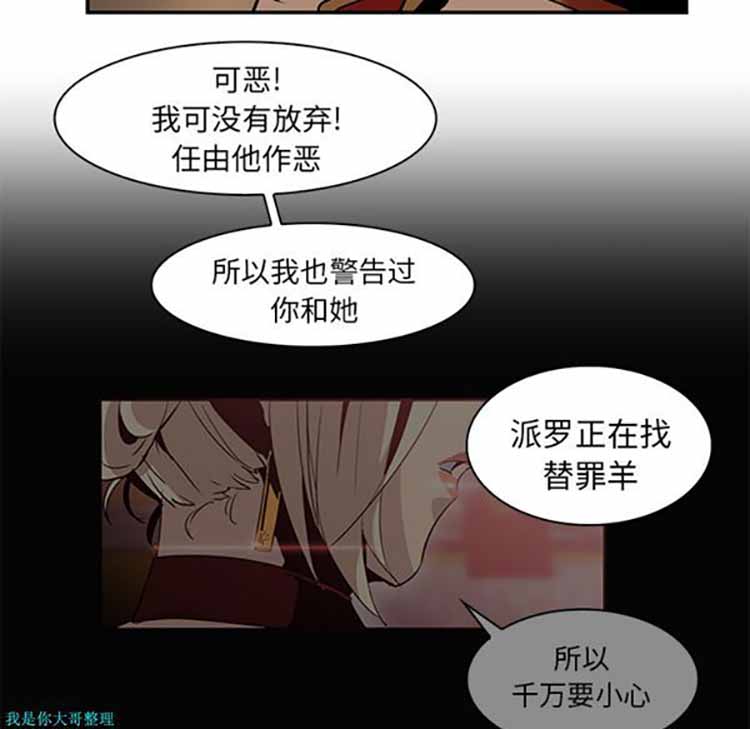 可恶!
我可没有放弃!
任由他作恶
所以我也警告过
你和她
派罗正在找
替罪羊
所以
千万要小心
我是你大哥整理